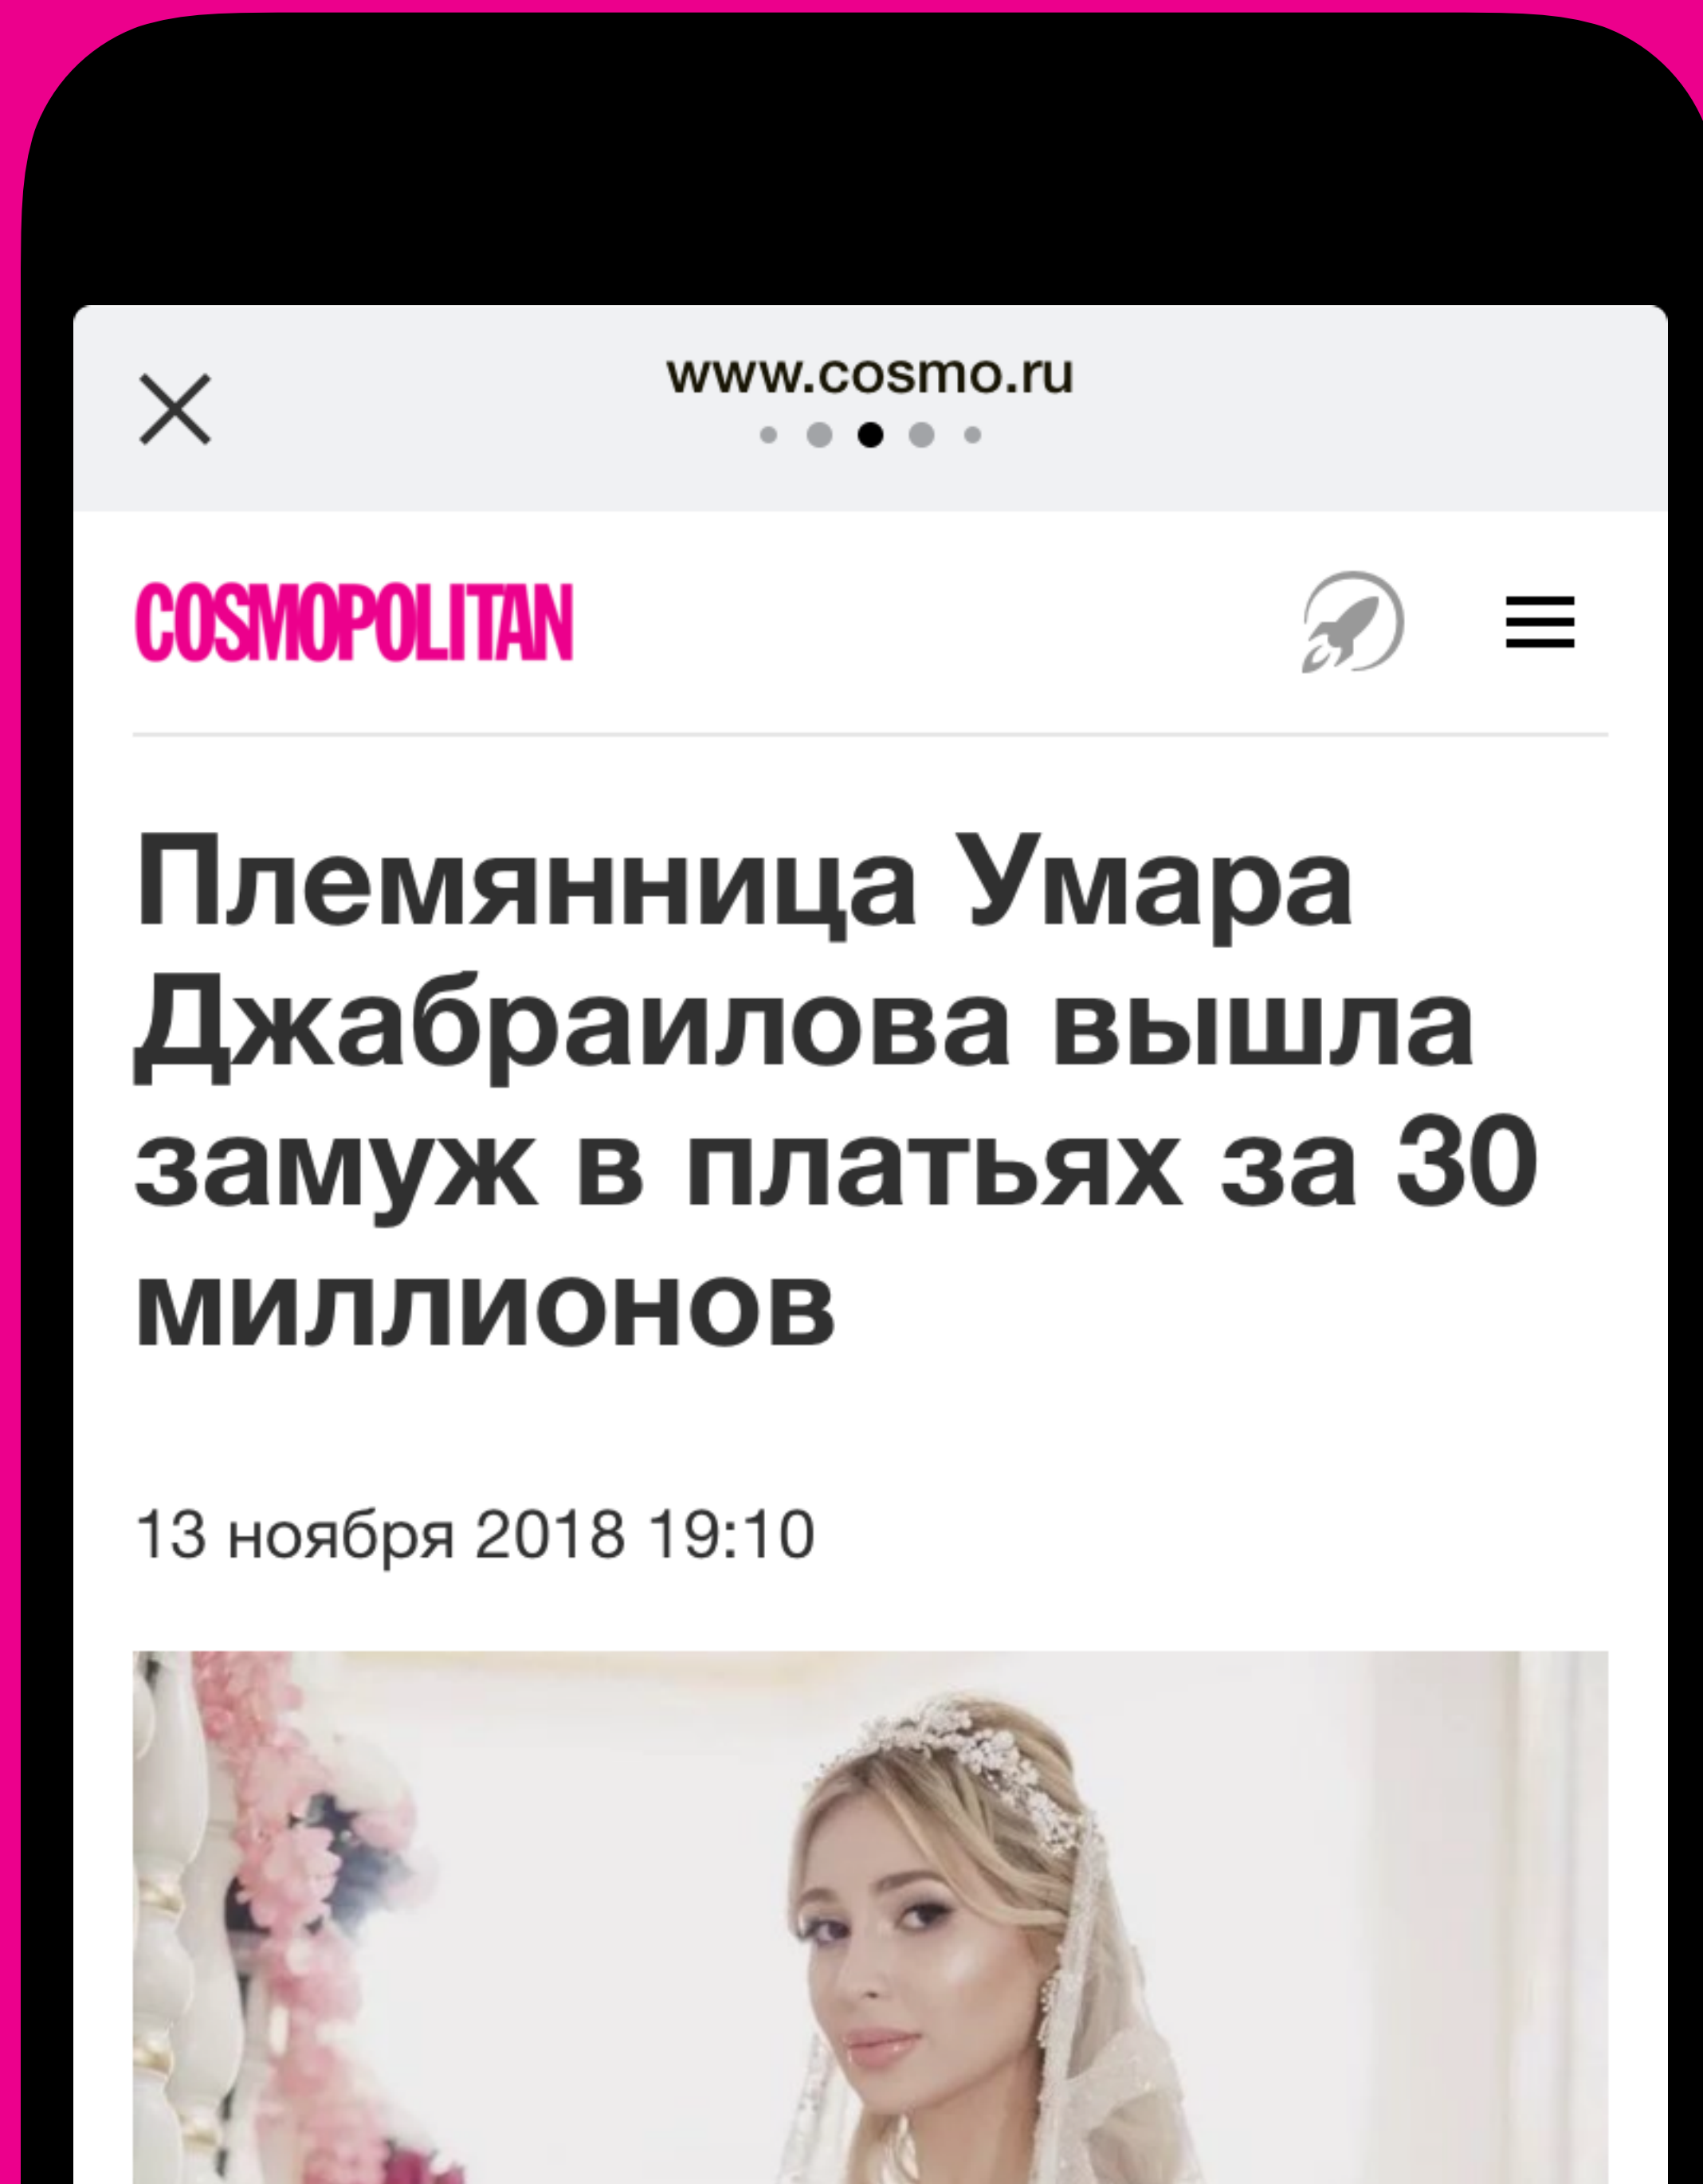 www.cosmo.ru
COSMOPOLITAN
Племянница Умара
Джабраилова вышла
замуж в платьях за 30
миллионов
13 ноября 2018 19:10